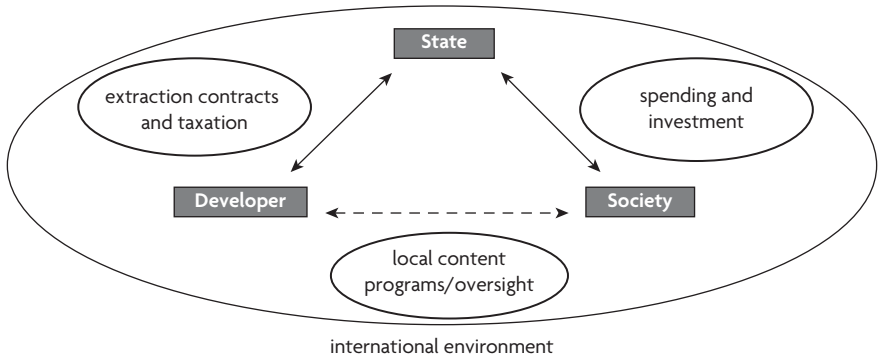 State
extraction contracts
and taxation
spending and
investment
Developer
Society
local content
programs/oversight
international environment